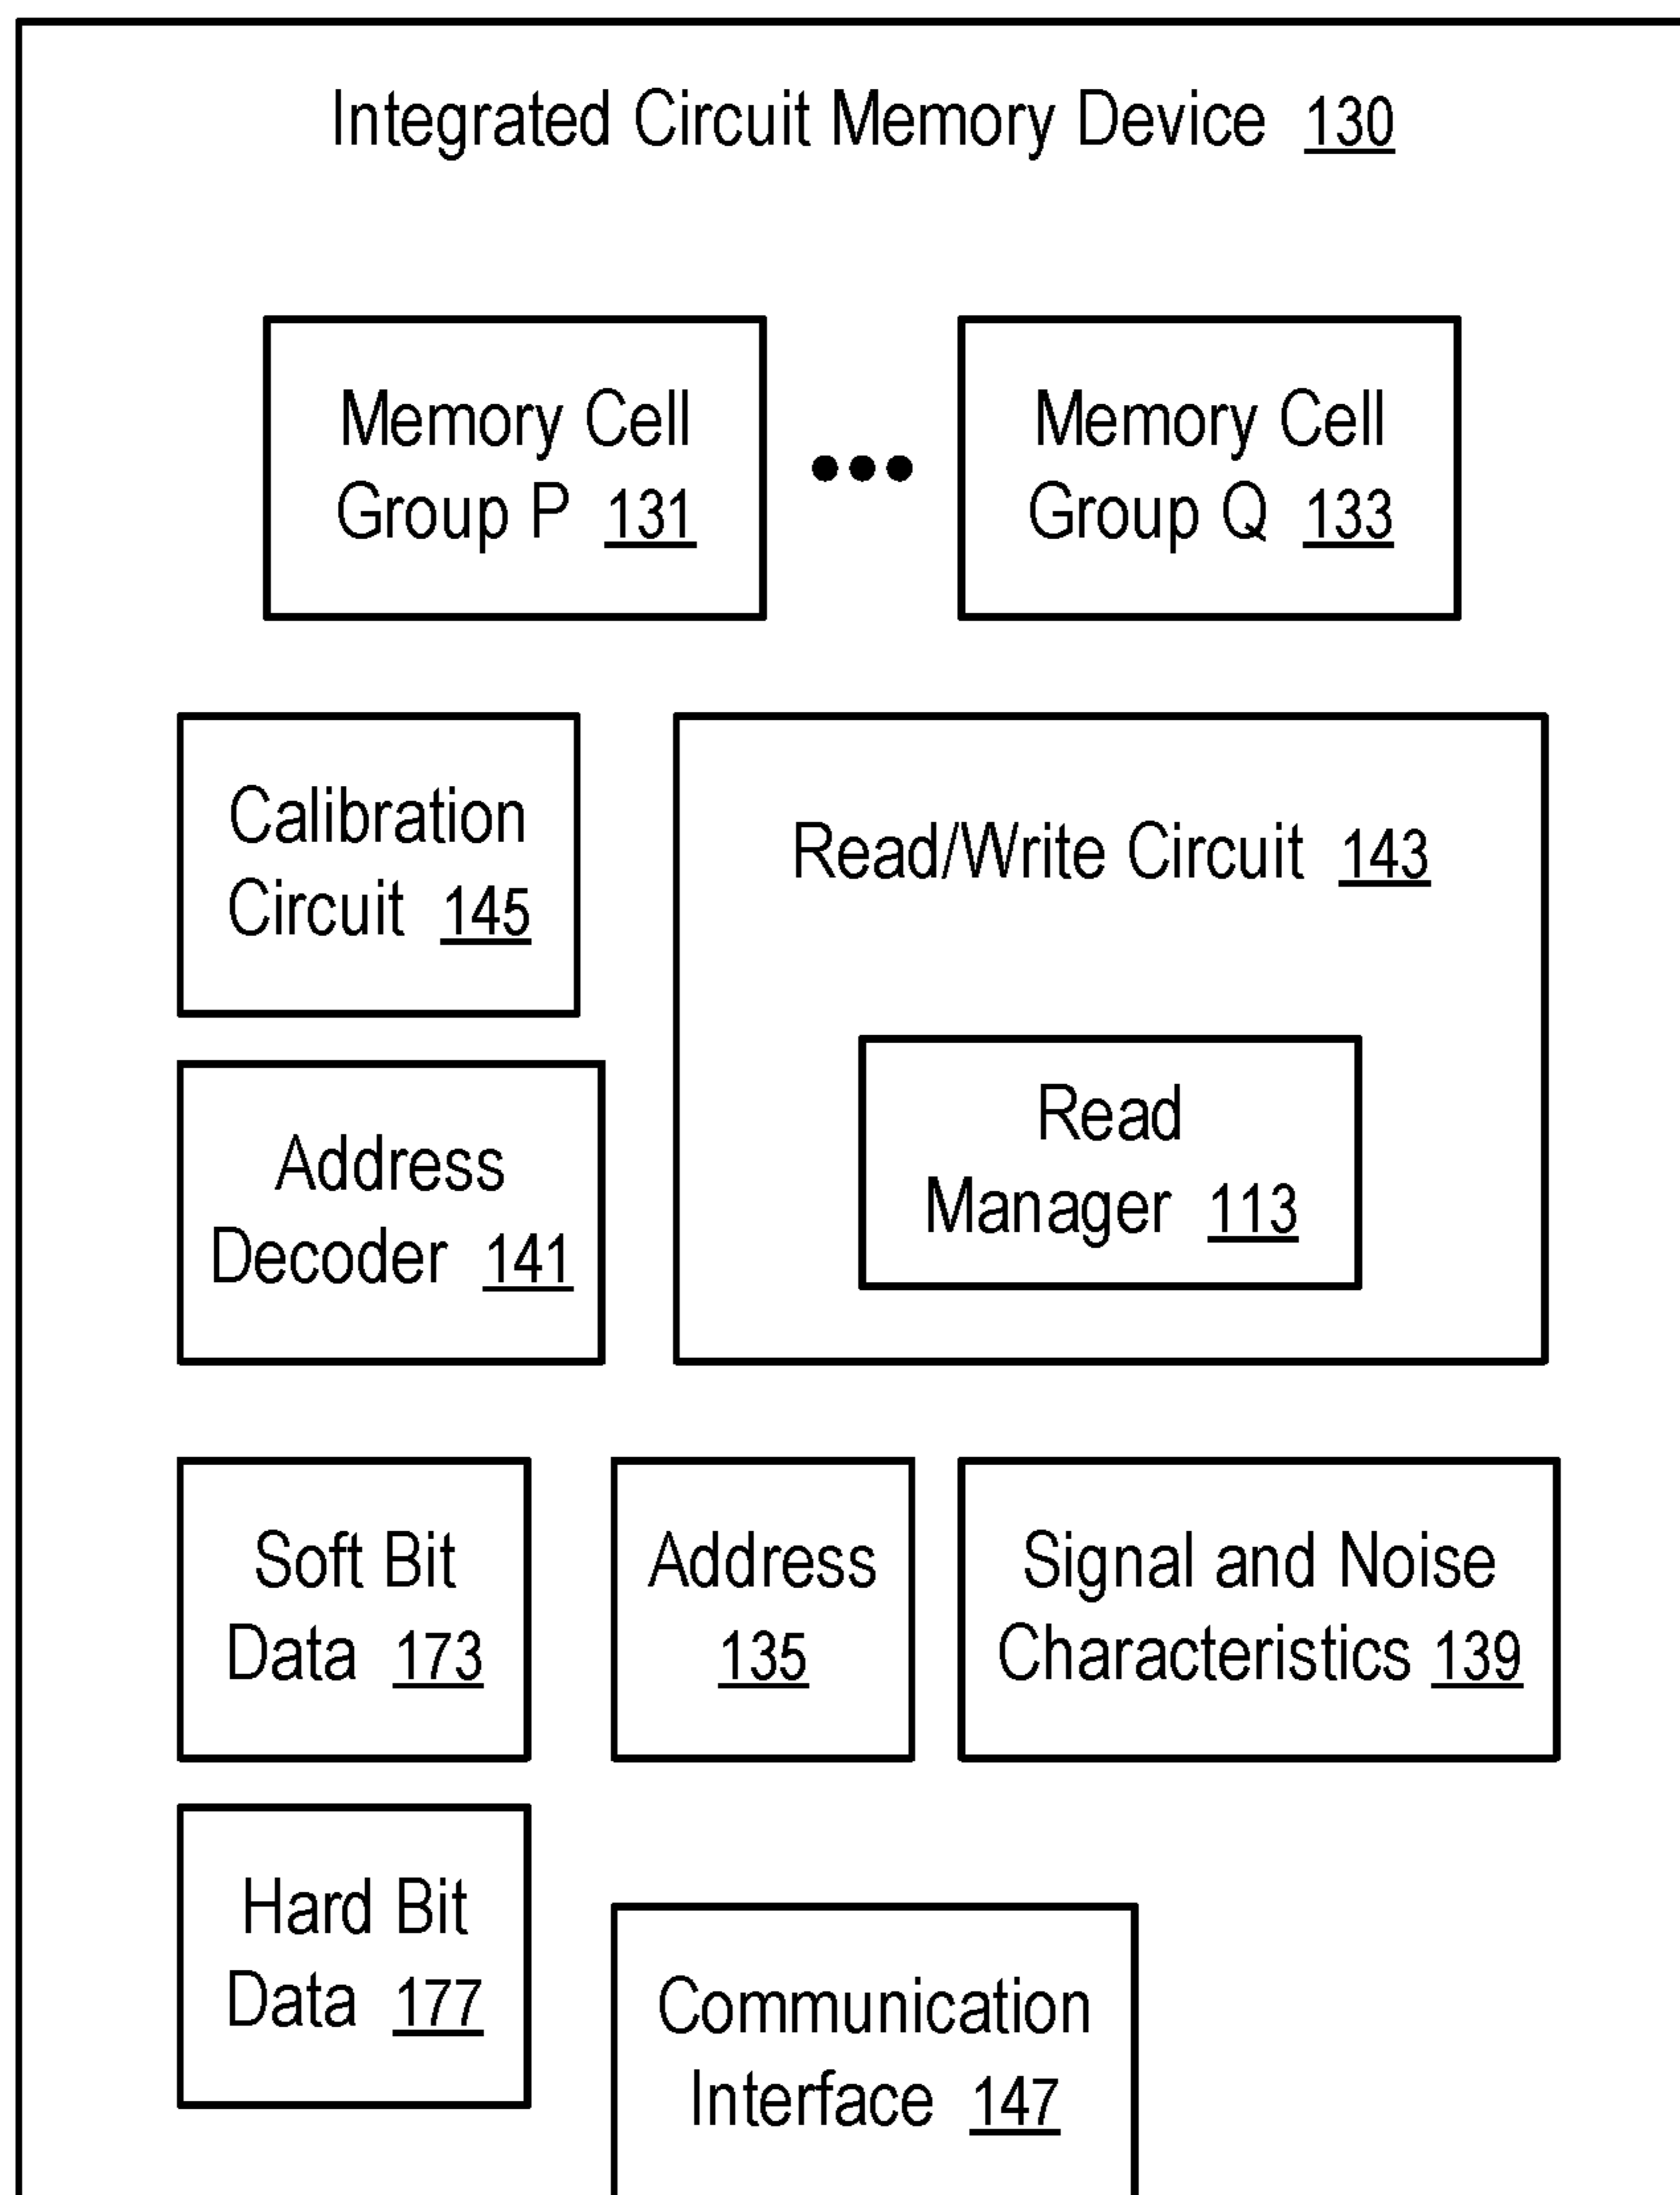 Integrated Circuit Memory Device 130
Memory Cell
Group P 131
Memory Cell
Group Q 133
Calibration
Circuit 145
Read/Write Circuit 143
Read
Manager 113
Address
Decoder 141
Soft Bit
Data 173
Address
135
Signal and Noise
Characteristics 139
Hard Bit
Data 177
Communication
Interface 147